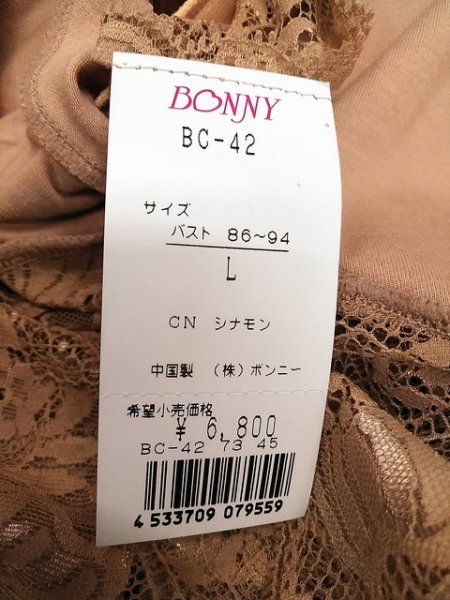 BONNY
BC-42
サイズ
バスト 86~94
L
CN シナモン
中国製 (株)ボンニー
希望小売価格
¥ 6,800
BC-42 73 45
4 533709 079559